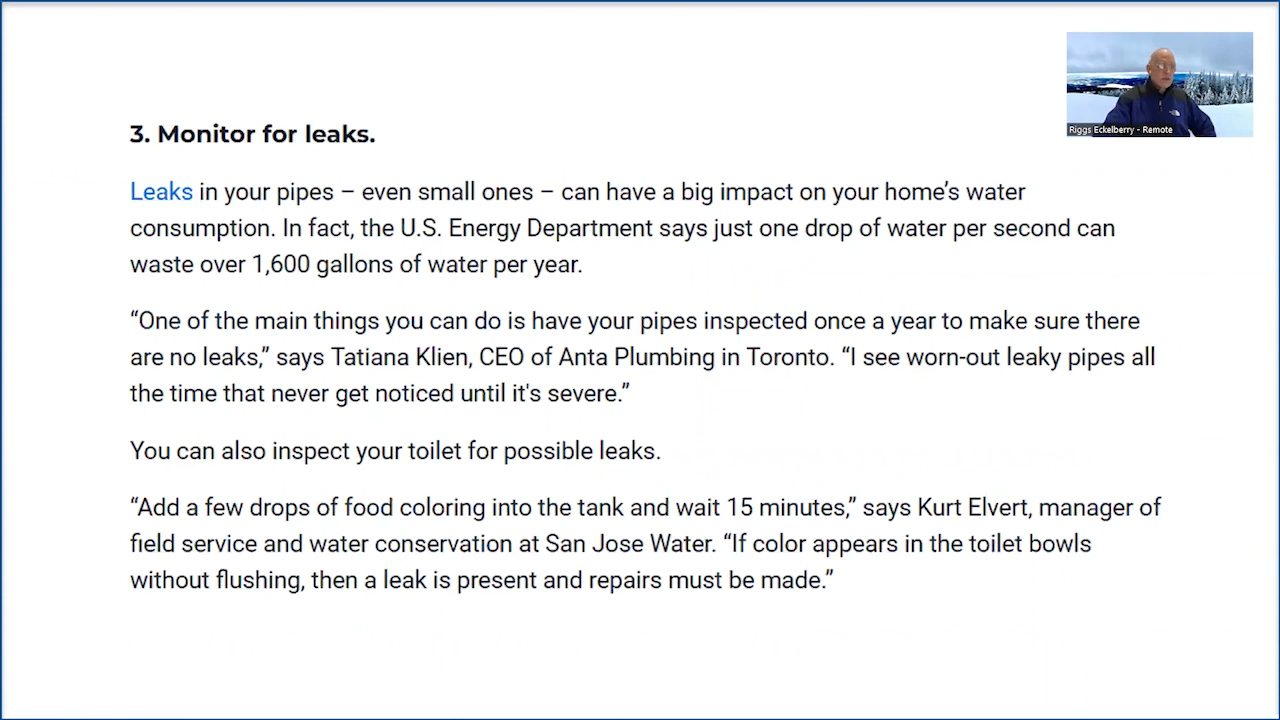 Riggs Eckelberry - Remote
3. Monitor for leaks.
Leaks in your pipes – even small ones – can have a big impact on your home’s water
consumption. In fact, the U.S. Energy Department says just one drop of water per second can
waste over 1,600 gallons of water per year.
“One of the main things you can do is have your pipes inspected once a year to make sure there
are no leaks,” says Tatiana Klien, CEO of Anta Plumbing in Toronto. “I see worn-out leaky pipes all
the time that never get noticed until it's severe.”
You can also inspect your toilet for possible leaks.
“Add a few drops of food coloring into the tank and wait 15 minutes,” says Kurt Elvert, manager of
field service and water conservation at San Jose Water. “If color appears in the toilet bowls
without flushing, then a leak is present and repairs must be made.”